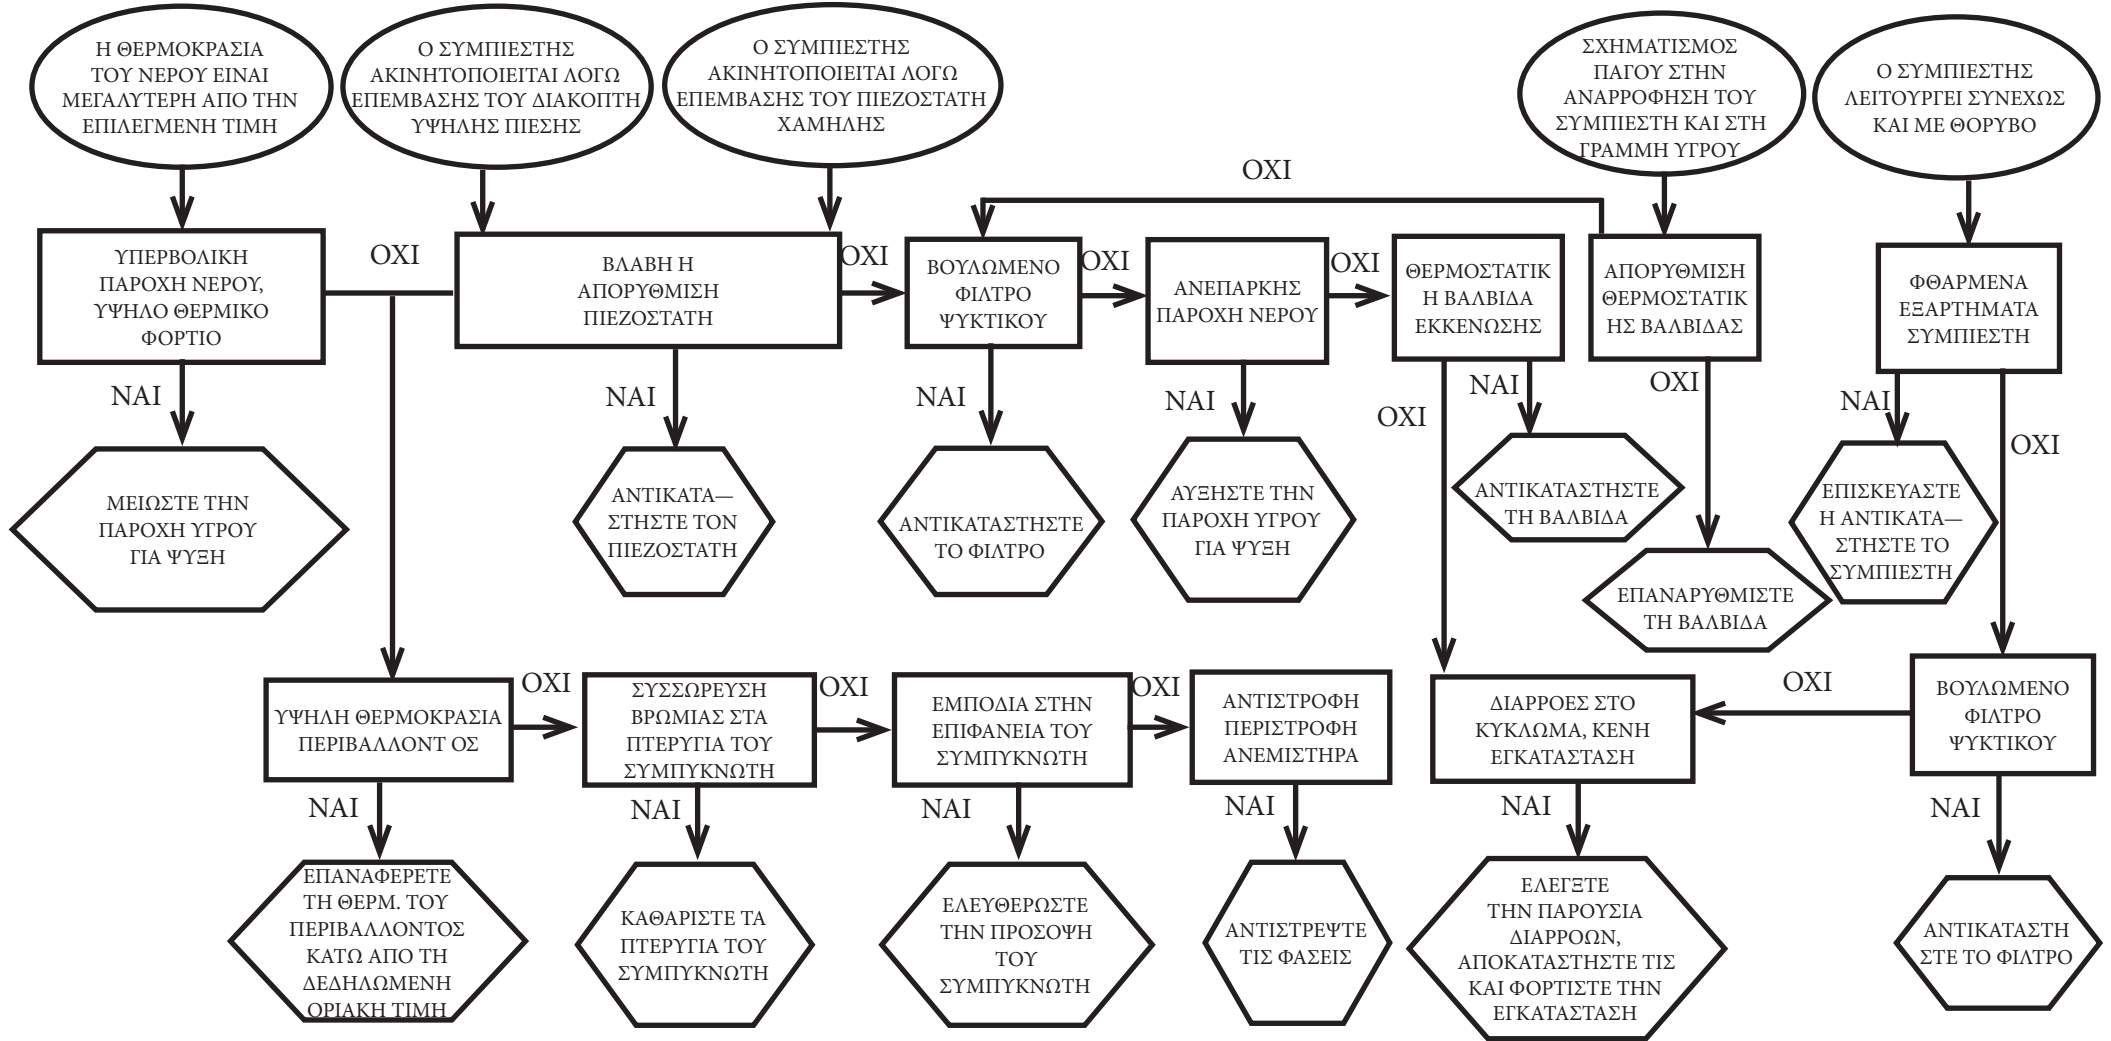 Η ΘΕΡΜΟΚΡΑΣΙΑ
ΤΟΥ ΝΕΡΟΥ ΕΙΝΑΙ
ΜΕΓΑΛΥΤΕΡΗ ΑΠΟ ΤΗΝ
ΕΠΙΛΕΓΜΕΝΗ ΤΙΜΗ
Ο ΣΥΜΠΙΕΣΤΗΣ
ΑΚΙΝΗΤΟΠΟΙΕΙΤΑΙ ΛΟΓΩ
ΕΠΕΜΒΑΣΗΣ ΤΟΥ ΔΙΑΚΟΠΤΗ
ΥΨΗΛΗΣ ΠΙΕΣΗΣ
Ο ΣΥΜΠΙΕΣΤΗΣ
ΑΚΙΝΗΤΟΠΟΙΕΙΤΑΙ ΛΟΓΩ
ΕΠΕΜΒΑΣΗΣ ΤΟΥ ΠΙΕΖΟΣΤΑΤΗ
ΧΑΜΗΛΗΣ
ΣΧΗΜΑΤΙΣΜΟΣ
ΠΑΓΟΥ ΣΤΗΝ
ΑΝΑΡΡΟΦΗΣΗ ΤΟΥ
ΣΥΜΠΙΕΣΤΗ ΚΑΙ ΣΤΗ
ΓΡΑΜΜΗ ΥΓΡΟΥ
Ο ΣΥΜΠΙΕΣΤΗΣ
ΛΕΙΤΟΥΡΓΕΙ ΣΥΝΕΧΩΣ
ΚΑΙ ΜΕ ΘΟΡΥΒΟ
ΟΧΙ
ΥΠΕΡΒΟΛΙΚΗ
ΠΑΡΟΧΗ ΝΕΡΟΥ,
ΥΨΗΛΟ ΘΕΡΜΙΚΟ
ΦΟΡΤΙΟ
ΟΧΙ
ΒΛΑΒΗ Η
ΑΠΟΡΥΘΜΙΣΗ
ΠΙΕΖΟΣΤΑΤΗ
ΟΧΙ
ΒΟΥΛΩΜΕΝΟ
ΦΙΛΤΡΟ
ΨΥΚΤΙΚΟΥ
ΟΧΙ
ΑΝΕΠΑΡΚΗΣ
ΠΑΡΟΧΗ ΝΕΡΟΥ
ΟΧΙ
ΘΕΡΜΟΣΤΑΤΙΚ
Η ΒΑΛΒΙΔΑ
ΕΚΚΕΝΩΣΗΣ
ΑΠΟΡΥΘΜΙΣΗ
ΘΕΡΜΟΣΤΑΤΙΚ
ΗΣ ΒΑΛΒΙΔΑΣ
ΦΘΑΡΜΕΝΑ
ΕΞΑΡΤΗΜΑΤΑ
ΣΥΜΠΙΕΣΤΗ
ΝΑΙ
ΝΑΙ
ΝΑΙ
ΝΑΙ
ΟΧΙ
ΝΑΙ
ΟΧΙ
ΝΑΙ
ΟΧΙ
ΜΕΙΩΣΤΕ ΤΗΝ
ΠΑΡΟΧΗ ΥΓΡΟΥ
ΓΙΑ ΨΥΞΗ
ΑΝΤΙΚΑΤΑ—
ΣΤΗΣΤΕ ΤΟΝ
ΠΙΕΖΟΣΤΑΤΗ
ΑΝΤΙΚΑΤΑΣΤΗΣΤΕ
ΤΟ ΦΙΛΤΡΟ
ΑΥΞΗΣΤΕ ΤΗΝ
ΠΑΡΟΧΗ ΥΓΡΟΥ
ΓΙΑ ΨΥΞΗ
ΑΝΤΙΚΑΤΑΣΤΗΣΤΕ
ΤΗ ΒΑΛΒΙΔΑ
ΕΠΑΝΑΡΥΘΜΙΣΤΕ
ΤΗ ΒΑΛΒΙΔΑ
ΕΠΙΣΚΕΥΑΣΤΕ
Η ΑΝΤΙΚΑΤΑ—
ΣΤΗΣΤΕ ΤΟ
ΣΥΜΠΙΕΣΤΗ
ΥΨΗΛΗ ΘΕΡΜΟΚΡΑΣΙΑ
ΠΕΡΙΒΑΛΛΟΝΤ ΟΣ
ΟΧΙ
ΣΥΣΣΩΡΕΥΣΗ
ΒΡΩΜΙΑΣ ΣΤΑ
ΠΤΕΡΥΓΙΑ ΤΟΥ
ΣΥΜΠΥΚΝΩΤΗ
ΟΧΙ
ΕΜΠΟΔΙΑ ΣΤΗΝ
ΕΠΙΦΑΝΕΙΑ ΤΟΥ
ΣΥΜΠΥΚΝΩΤΗ
ΟΧΙ
ΑΝΤΙΣΤΡΟΦΗ
ΠΕΡΙΣΤΡΟΦΗ
ΑΝΕΜΙΣΤΗΡΑ
ΔΙΑΡΡΟΕΣ ΣΤΟ
ΚΥΚΛΩΜΑ, ΚΕΝΗ
ΕΓΚΑΤΑΣΤΑΣΗ
ΟΧΙ
ΒΟΥΛΩΜΕΝΟ
ΦΙΛΤΡΟ
ΨΥΚΤΙΚΟΥ
ΝΑΙ
ΝΑΙ
ΝΑΙ
ΝΑΙ
ΝΑΙ
ΝΑΙ
ΕΠΑΝΑΦΕΡΕΤΕ
ΤΗ ΘΕΡΜ. ΤΟΥ
ΠΕΡΙΒΑΛΛΟΝΤΟΣ
ΚΑΤΩ ΑΠΟ ΤΗ
ΔΕΔΗΛΩΜΕΝΗ
ΟΡΙΑΚΗ ΤΙΜΗ
ΚΑΘΑΡΙΣΤΕ ΤΑ
ΠΤΕΡΥΓΙΑ ΤΟΥ
ΣΥΜΠΥΚΝΩΤΗ
ΕΛΕΥΘΕΡΩΣΤΕ
ΤΗΝ ΠΡΟΣΟΨΗ
ΤΟΥ
ΣΥΜΠΥΚΝΩΤΗ
ΑΝΤΙΣΤΡΕΨΤΕ
ΤΙΣ ΦΑΣΕΙΣ
ΕΛΕΓΞΤΕ
ΤΗΝ ΠΑΡΟΥΣΙΑ
ΔΙΑΡΡΟΩΝ,
ΑΠΟΚΑΤΑΣΤΗΣΤΕ ΤΙΣ
ΚΑΙ ΦΟΡΤΙΣΤΕ ΤΗΝ
ΕΓΚΑΤΑΣΤΑΣΗ
ΑΝΤΙΚΑΤΑΣΤΗ
ΣΤΕ ΤΟ ΦΙΛΤΡΟ